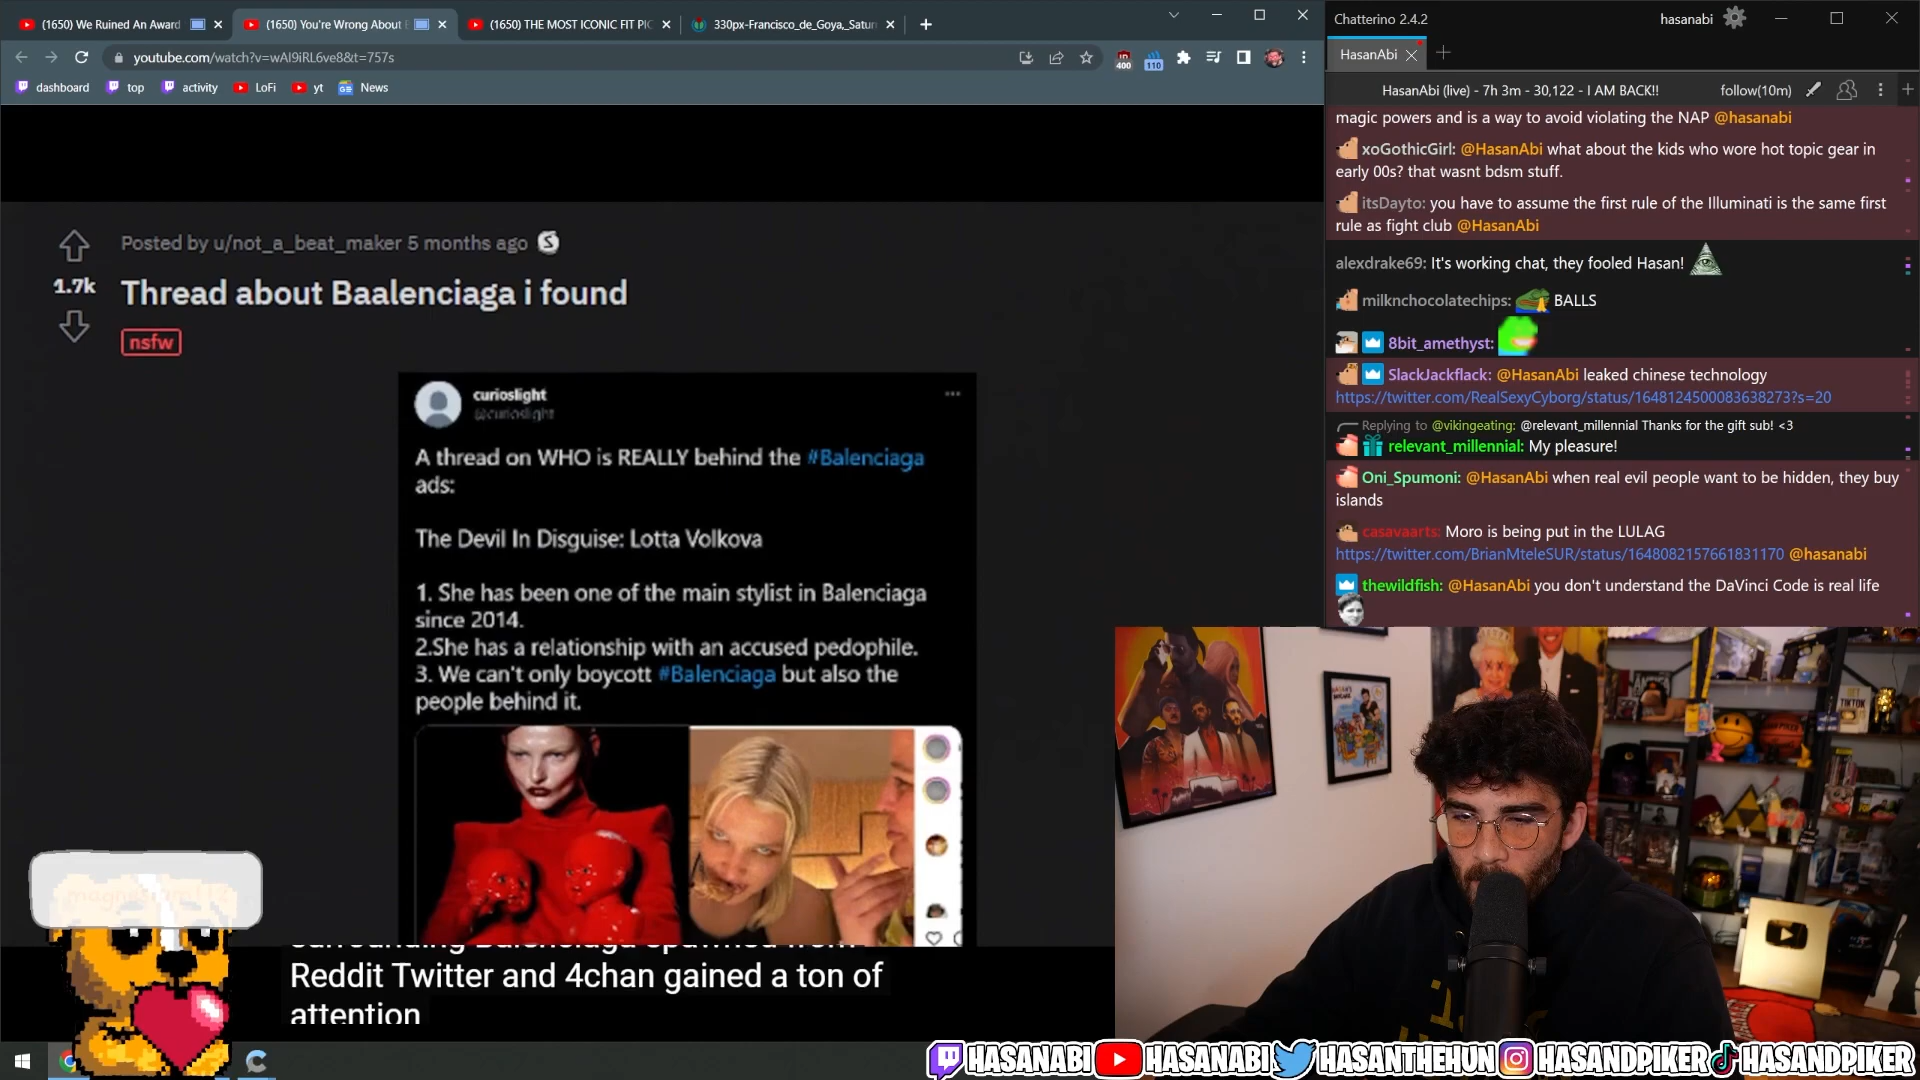 (1650) We Ruined An Award
(1650) You're Wrong About
(1650) THE MOST ICONIC FIT PIC
330px-Francisco_de_Goya,_Satur
youtube.com/watch?v=wAI9iRL6ve8&t=757s
400
110
dashboard
top
activity
LoFi
yt
News
Posted by u/not_a_beat_maker 5 months ago
1.7k
Thread about Baalenciaga i found
nsfw
curioslight
@curioslight
A thread on WHO is REALLY behind the #Balenciaga
ads:
The Devil In Disguise: Lotta Volkova
1. She has been one of the main stylist in Balenciaga
since 2014.
2.She has a relationship with an accused pedophile.
3. We can't only boycott #Balenciaga but also the
people behind it.
Reddit Twitter and 4chan gained a ton of
attention
Chatterino 2.4.2
hasanabi
HasanAbi
HasanAbi (live) - 7h 3m - 30,122 - I AM BACK!!
follow(10m)
magic powers and is a way to avoid violating the NAP @hasanabi
xoGothicGirl: @HasanAbi what about the kids who wore hot topic gear in
early 00s? that wasnt bdsm stuff.
itsDayto: you have to assume the first rule of the Illuminati is the same first
rule as fight club @HasanAbi
alexdrake69: It's working chat, they fooled Hasan!
milknchocolatechips: BALLS
8bit_amethyst:
SlackJackflack: @HasanAbi leaked chinese technology
https://twitter.com/RealSexyCyborg/status/1648124500083638273?s=20
Replying to @vikingeating: @relevant_millennial Thanks for the gift sub! <3
relevant_millennial: My pleasure!
Oni_Spumoni: @HasanAbi when real evil people want to be hidden, they buy
islands
casavaarts: Moro is being put in the LULAG
https://twitter.com/BrianMteleSUR/status/1648082157661831170 @hasanabi
thewildfish: @HasanAbi you don't understand the DaVinci Code is real life
HASANABI
HASANABI
HASANTHEHUN
HASANDPIKER
HASANDPIKER